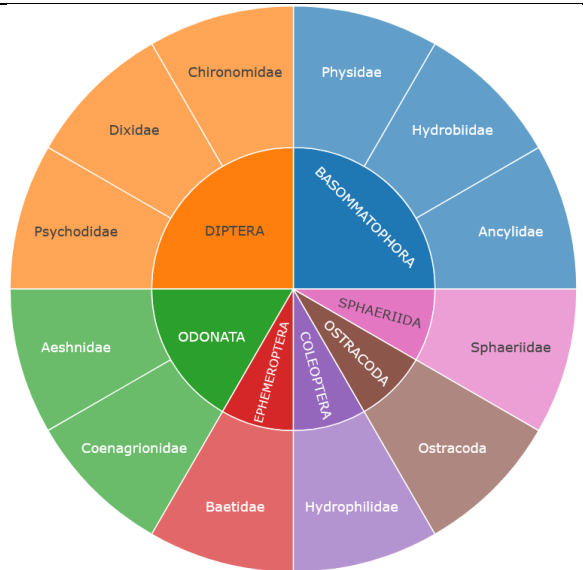 Chironomidae
Physidae
Dixidae
Hydrobiidae
BASOMMATOPHORA
Psychodidae
DIPTERA
Ancylidae
SPHAERIIDA
Aeshnidae
ODONATA
EPHEMEROPTERA
COLEOPTERA
OSTRACODA
Sphaeriidae
Coenagrionidae
Ostracoda
Baetidae
Hydrophilidae